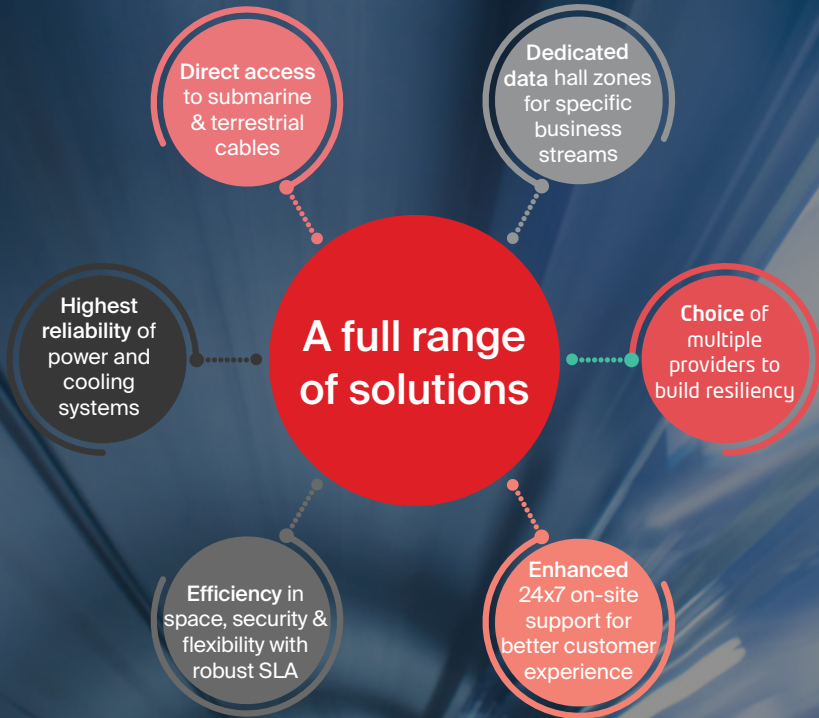 Direct access
to submarine
& terrestrial
cables
Dedicated
data hall zones
for specific
business
streams
Highest
reliability of
power and
cooling
systems
A full range
of solutions
Choice of
multiple
providers to
build resiliency
Efficiency in
space, security &
flexibility with
robust SLA
Enhanced
24x7 on-site
support for
better customer
experience